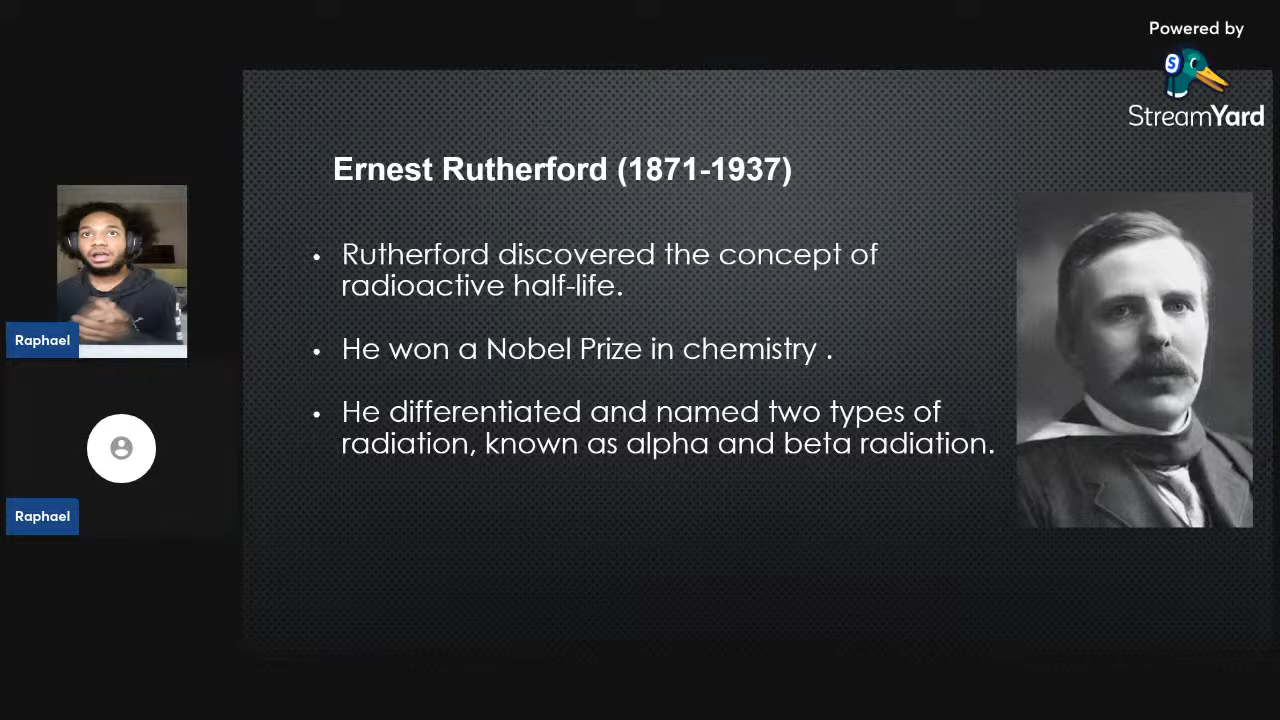 Powered by
S
StreamYard
Ernest Rutherford (1871-1937)
• Rutherford discovered the concept of
radioactive half-life.
• He won a Nobel Prize in chemistry .
• He differentiated and named two types of
radiation, known as alpha and beta radiation.
Raphael
Raphael